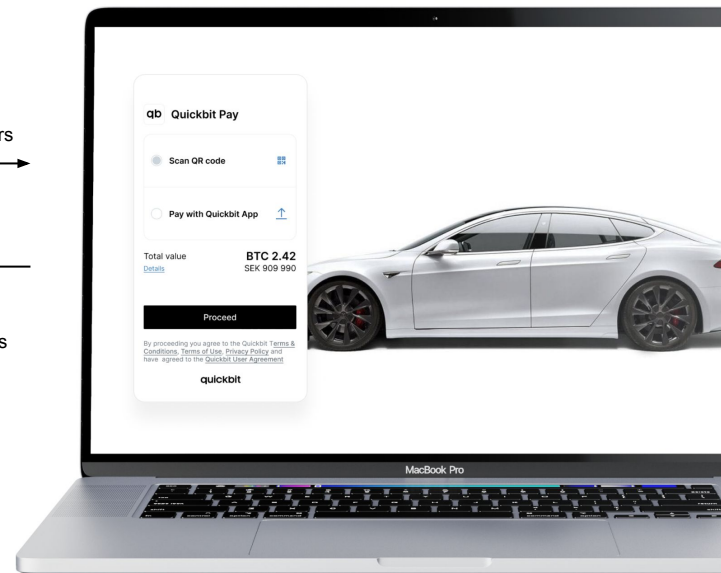 rs
s
qb Quickbit Pay
Scan QR code
Pay with Quickbit App
Total value BTC 2.42
Details SEK 909 990
Proceed
By proceeding you agree to the Quickbit Terms &
Conditions, Terms of Use, Privacy Policy and
have agreed to the Quickbit User Agreement
quickbit
MacBook Pro